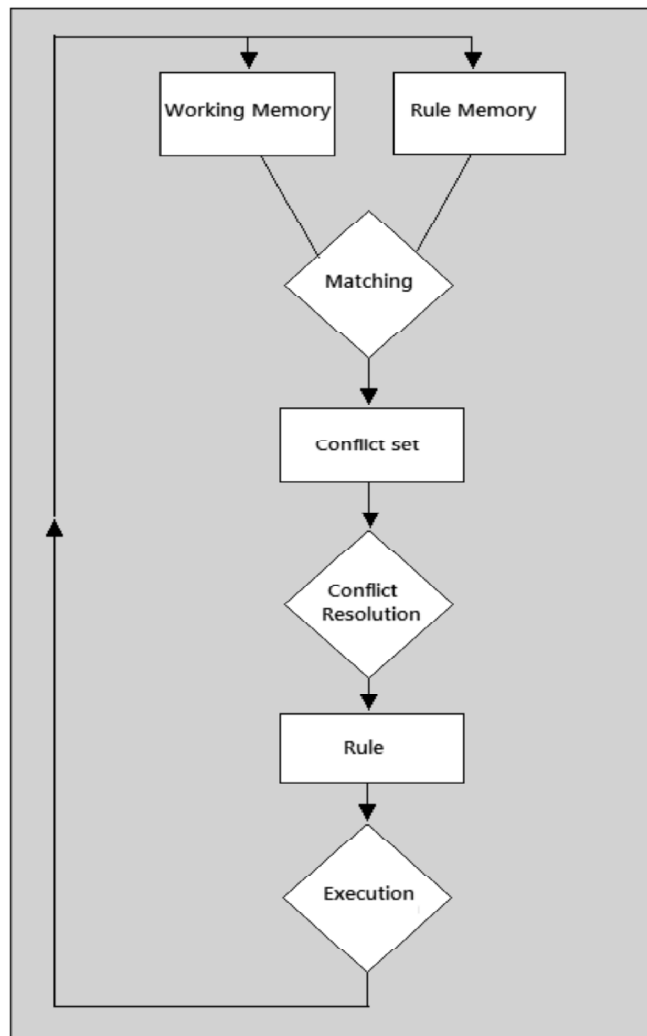 Working Memory
Rule Memory
Matching
Conflict set
Conflict
Resolution
Rule
Execution